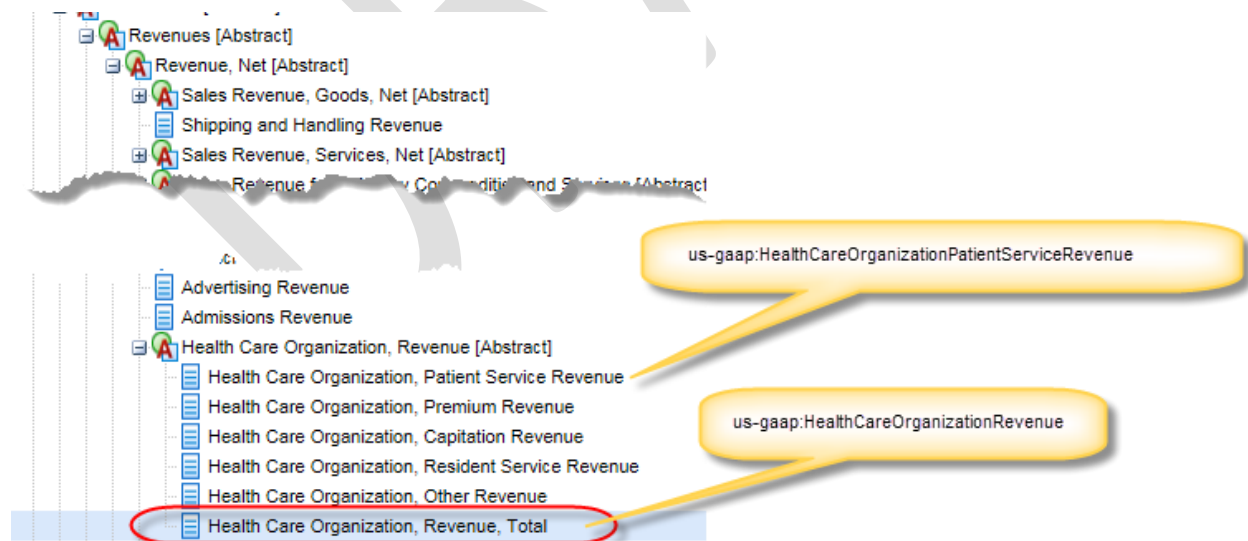 Revenues [Abstract]
Revenue, Net [Abstract]
Sales Revenue, Goods, Net [Abstract]
Shipping and Handling Revenue
Sales Revenue, Services, Net [Abstract]
and
[Abstract
us-gaap:HealthCareOrganizationPatientServiceRevenue
Advertising Revenue
Admissions Revenue
Health Care Organization, Revenue [Abstract]
Health Care Organization, Patient Service Revenue
Health Care Organization, Premium Revenue
us-gaap:HealthCareOrganizationRevenue
Health Care Organization, Capitation Revenue
Health Care Organization, Resident Service Revenue
Health Care Organization, Other Revenue
Health Care Organization, Revenue, Total